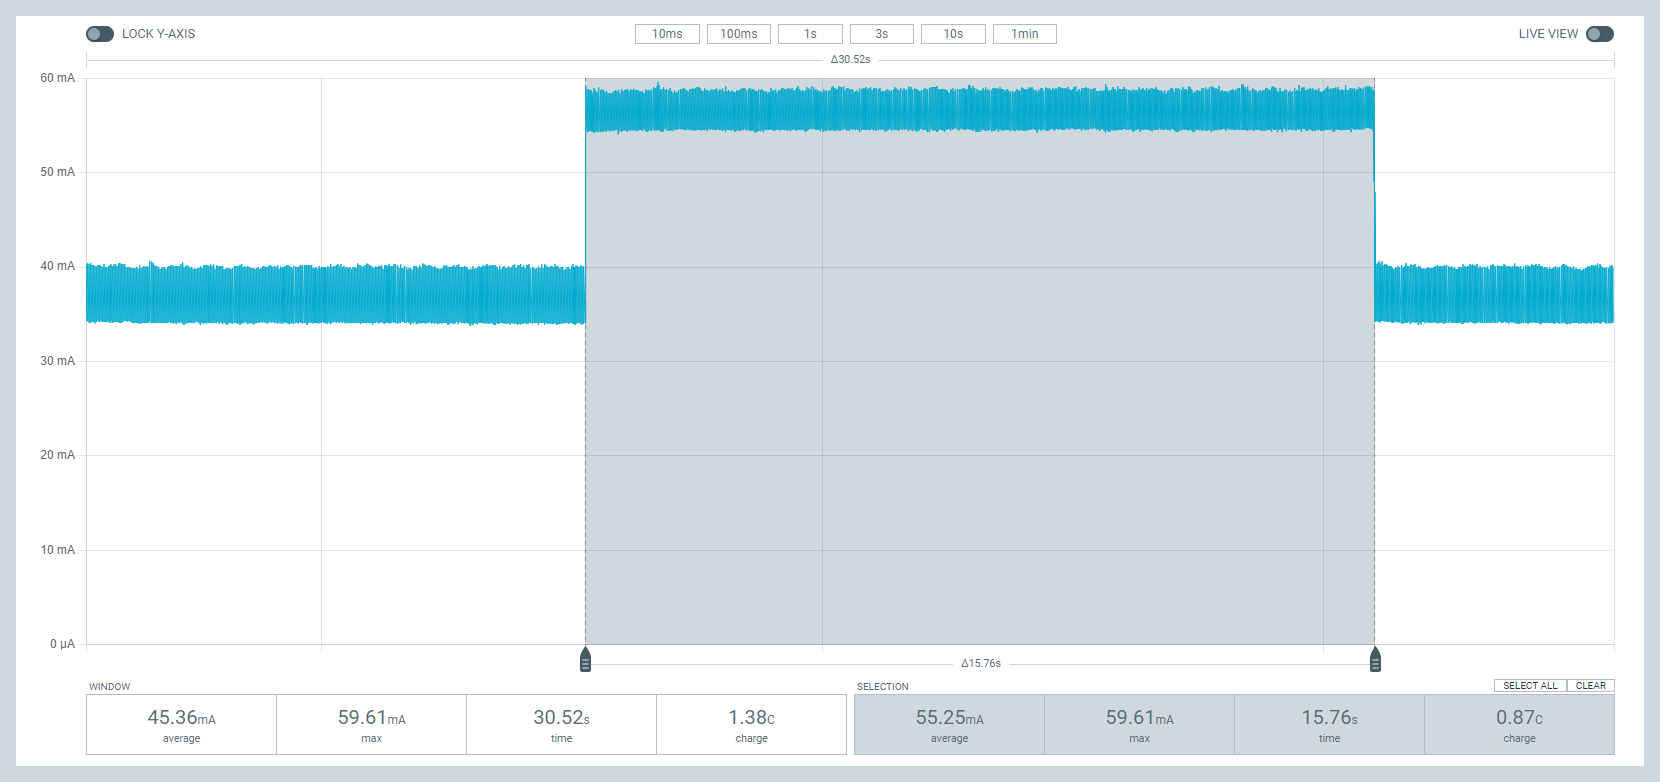 LOCK Y-AXIS
10ms 100ms 1s 3s 10s 1min
LIVE VIEW
Δ30.52s
60 mA
50 mA
40 mA
30 mA
20 mA
10 mA
0 µA
Δ15.76s
WINDOW
45.36mA 59.61mA 30.52s 1.38C
average max time charge
SELECTION
SELECT ALL CLEAR
55.25mA 59.61mA 15.76s 0.87C
average max time charge